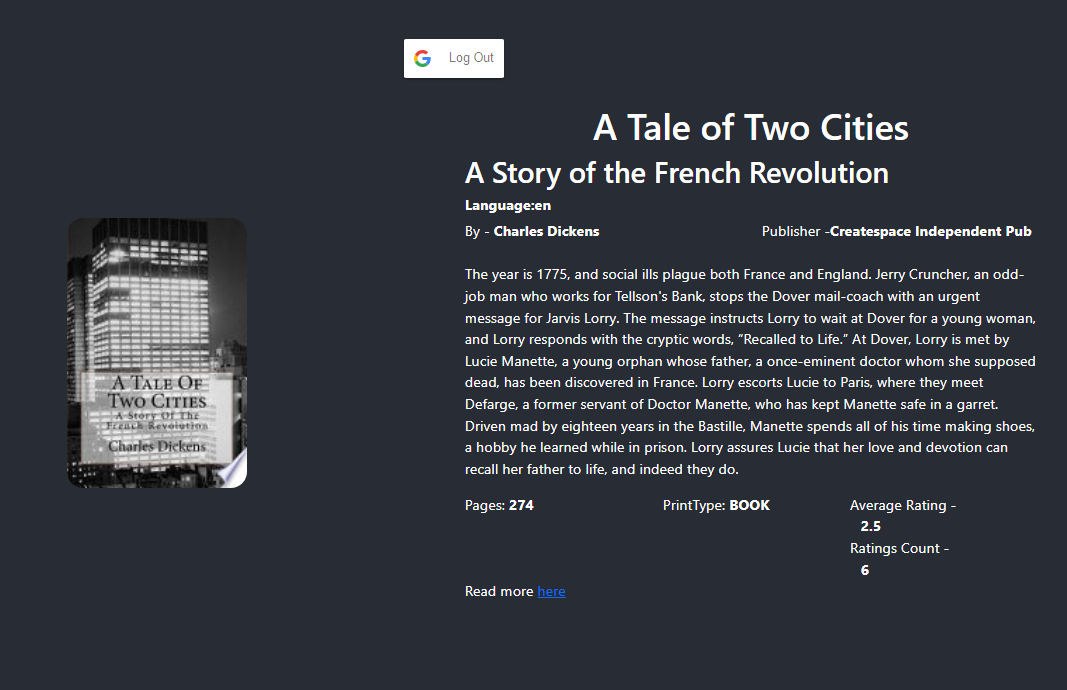 Log Out
A Tale of Two Cities
A Story of the French Revolution
Language:en
By - Charles Dickens Publisher -Createspace Independent Pub
The year is 1775, and social ills plague both France and England. Jerry Cruncher, an odd-
job man who works for Tellson's Bank, stops the Dover mail-coach with an urgent
message for Jarvis Lorry. The message instructs Lorry to wait at Dover for a young woman,
and Lorry responds with the cryptic words, “Recalled to Life.” At Dover, Lorry is met by
Lucie Manette, a young orphan whose father, a once-eminent doctor whom she supposed
dead, has been discovered in France. Lorry escorts Lucie to Paris, where they meet
Defarge, a former servant of Doctor Manette, who has kept Manette safe in a garret.
Driven mad by eighteen years in the Bastille, Manette spends all of his time making shoes,
a hobby he learned while in prison. Lorry assures Lucie that her love and devotion can
recall her father to life, and indeed they do.
Pages: 274 PrintType: BOOK Average Rating -
2.5
Ratings Count -
6
Read more here
A TALE OF
TWO CITIES
A Story Of The
French Revolution
Charles Dickens